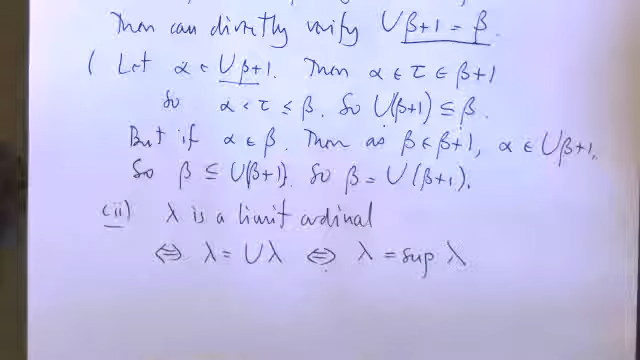 Then can directly verify ∪β+1 = β.
( Let α ∈ ∪β+1. Then α ∈ τ ∈ β+1
So α < τ ≤ β. So ∪(β+1) ⊆ β.
But if α ∈ β. Then as β ∈ β+1, α ∈ ∪β+1.
So β ⊆ ∪(β+1). So β = ∪(β+1).
(ii) λ is a limit ordinal
⇔ λ = ∪λ ⇔ λ = sup λ